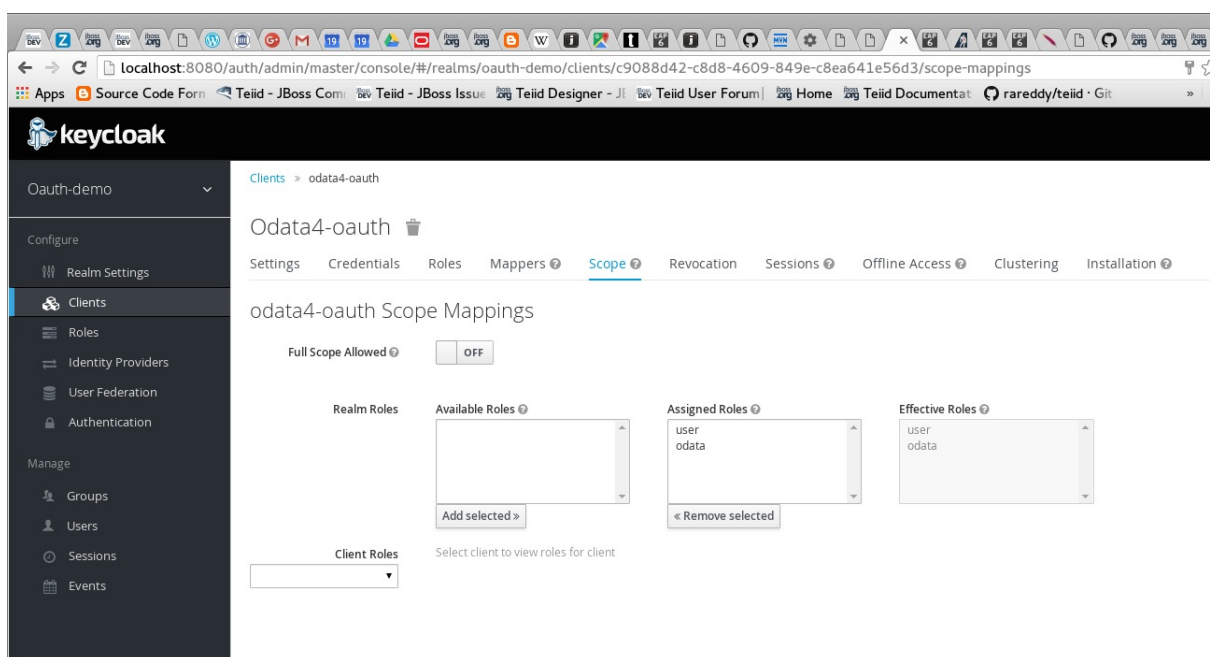 localhost:8080/auth/admin/master/console/#/realms/oauth-demo/clients/c9088d42-c8d8-4609-849e-c8ea641e56d3/scope-mappings
Apps Source Code Forn Teiid - JBoss Com Teiid - JBoss Issue Teiid Designer - JI Teiid User Forum| Home Teiid Documentat rareddy/teiid · Git »
keycloak
Oauth-demo
Clients » odata4-oauth
Odata4-oauth
Configure
Settings Credentials Roles Mappers Scope Revocation Sessions Offline Access Clustering Installation
Realm Settings
Clients
odata4-oauth Scope Mappings
Roles
Identity Providers
Full Scope Allowed OFF
User Federation
Authentication
Realm Roles Available Roles Assigned Roles Effective Roles
user user
odata odata
Manage
Groups
Add selected » « Remove selected
Users
Sessions
Client Roles Select client to view roles for client
Events